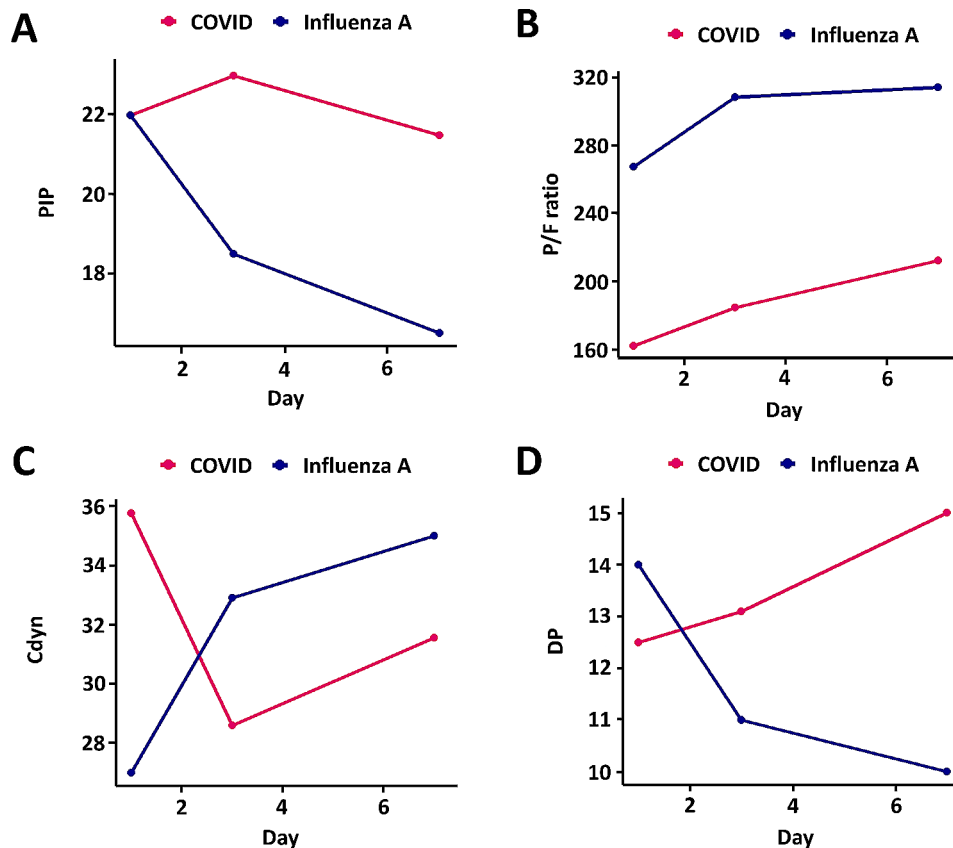 A
COVID Influenza A
PIP
22
20
18
2 4 6
Day
B
COVID Influenza A
P/F ratio
320
280
240
200
160
2 4 6
Day
C
COVID Influenza A
Cdyn
36
34
32
30
28
2 4 6
Day
D
COVID Influenza A
DP
15
14
13
12
11
10
2 4 6
Day